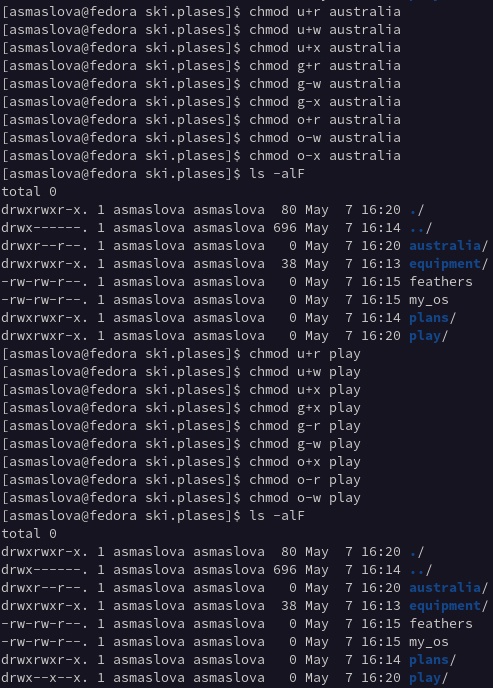 [asmaslova@fedora ski.plases]$ chmod u+r australia
[asmaslova@fedora ski.plases]$ chmod u+w australia
[asmaslova@fedora ski.plases]$ chmod u+x australia
[asmaslova@fedora ski.plases]$ chmod g+r australia
[asmaslova@fedora ski.plases]$ chmod g-w australia
[asmaslova@fedora ski.plases]$ chmod g-x australia
[asmaslova@fedora ski.plases]$ chmod o+r australia
[asmaslova@fedora ski.plases]$ chmod o-w australia
[asmaslova@fedora ski.plases]$ chmod o-x australia
[asmaslova@fedora ski.plases]$ ls -alF
total 0
drwxrwxr-x. 1 asmaslova asmaslova  80 May  7 16:20 ./
drwx------. 1 asmaslova asmaslova 696 May  7 16:14 ../
drwxr--r--. 1 asmaslova asmaslova   0 May  7 16:20 australia/
drwxrwxr-x. 1 asmaslova asmaslova  38 May  7 16:13 equipment/
-rw-rw-r--. 1 asmaslova asmaslova   0 May  7 16:15 feathers
-rw-rw-r--. 1 asmaslova asmaslova   0 May  7 16:15 my_os
drwxrwxr-x. 1 asmaslova asmaslova   0 May  7 16:14 plans/
drwxrwxr-x. 1 asmaslova asmaslova   0 May  7 16:20 play/
[asmaslova@fedora ski.plases]$ chmod u+r play
[asmaslova@fedora ski.plases]$ chmod u+w play
[asmaslova@fedora ski.plases]$ chmod u+x play
[asmaslova@fedora ski.plases]$ chmod g+x play
[asmaslova@fedora ski.plases]$ chmod g-r play
[asmaslova@fedora ski.plases]$ chmod g-w play
[asmaslova@fedora ski.plases]$ chmod o+x play
[asmaslova@fedora ski.plases]$ chmod o-r play
[asmaslova@fedora ski.plases]$ chmod o-w play
[asmaslova@fedora ski.plases]$ ls -alF
total 0
drwxrwxr-x. 1 asmaslova asmaslova  80 May  7 16:20 ./
drwx------. 1 asmaslova asmaslova 696 May  7 16:14 ../
drwxr--r--. 1 asmaslova asmaslova   0 May  7 16:20 australia/
drwxrwxr-x. 1 asmaslova asmaslova  38 May  7 16:13 equipment/
-rw-rw-r--. 1 asmaslova asmaslova   0 May  7 16:15 feathers
-rw-rw-r--. 1 asmaslova asmaslova   0 May  7 16:15 my_os
drwxrwxr-x. 1 asmaslova asmaslova   0 May  7 16:14 plans/
drwx--x--x. 1 asmaslova asmaslova   0 May  7 16:20 play/